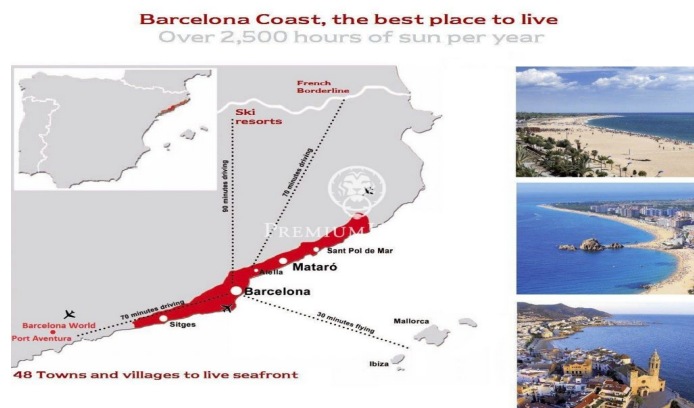 Barcelona Coast, the best place to live
Over 2,500 hours of sun per year
French
Borderline
Ski
resorts
90 minutes driving
70 minutes driving
PREMIUM
Sant Pol de Mar
Mataró
Alella
Barcelona
70 minutes driving
Sitges
30 minutes flying
Barcelona World
Port Aventura
Mallorca
Ibiza
48 Towns and villages to live seafront